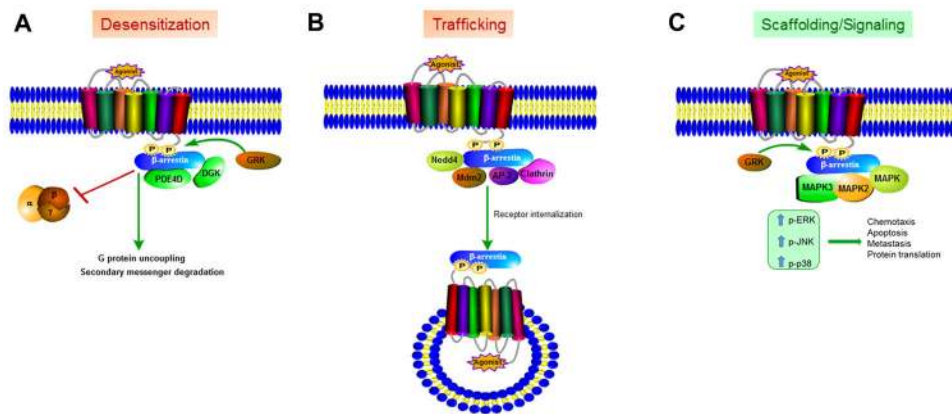 A
Desensitization
Agonist
P P
β-arrestin
GRK
PDE4D
DGK
α
β
γ
G protein uncoupling
Secondary messenger degradation
B
Trafficking
Agonist
P P
Nedd4
β-arrestin
Mdm2
AP-2
Clathrin
Receptor internalization
β-arrestin
P P
Agonist
C
Scaffolding/Signaling
Agonist
P P
GRK
β-arrestin
MAPK3
MAPK2
MAPK
p-ERK
p-JNK
p-p38
Chemotaxis
Apoptosis
Metastasis
Protein translation